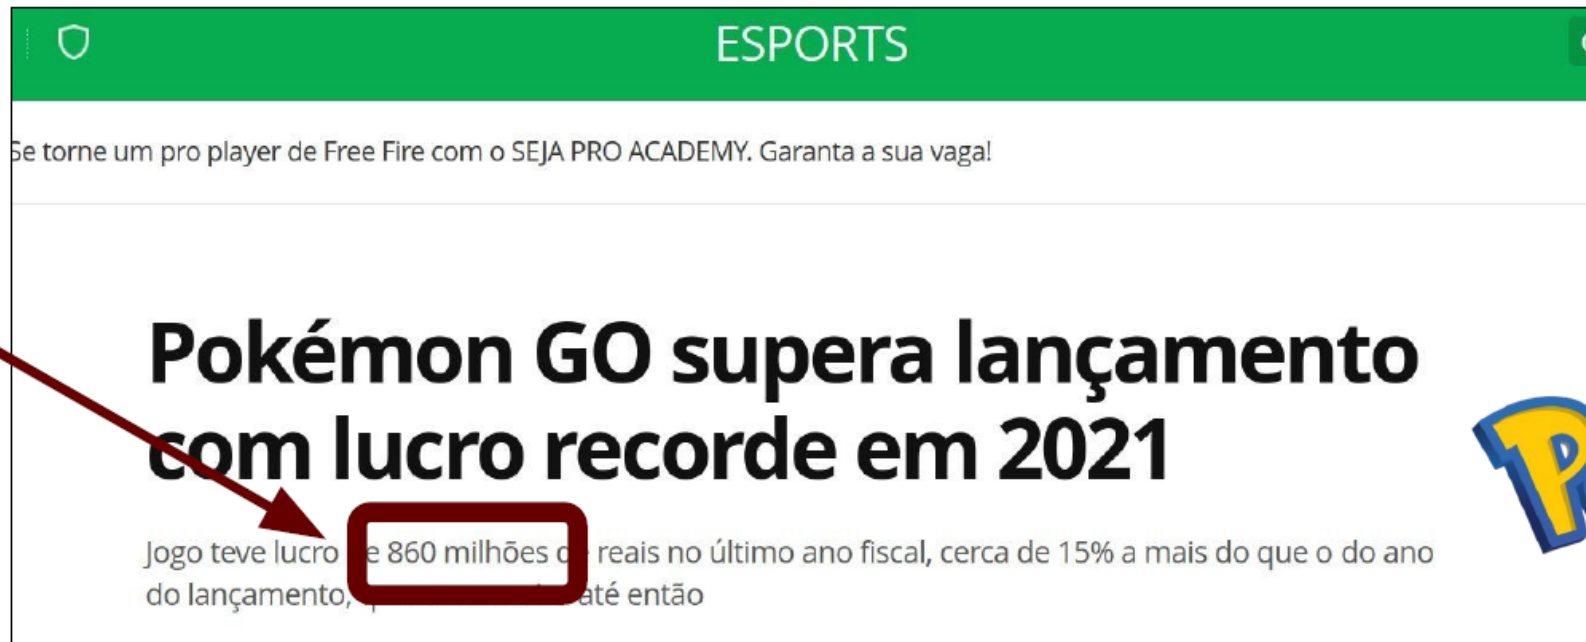 ESPORTS
Se torne um pro player de Free Fire com o SEJA PRO ACADEMY. Garanta a sua vaga!
Pokémon GO supera lançamento
com lucro recorde em 2021
Jogo teve lucro e 860 milhões reais no último ano fiscal, cerca de 15% a mais do que o do ano
do lançamento, até então
P